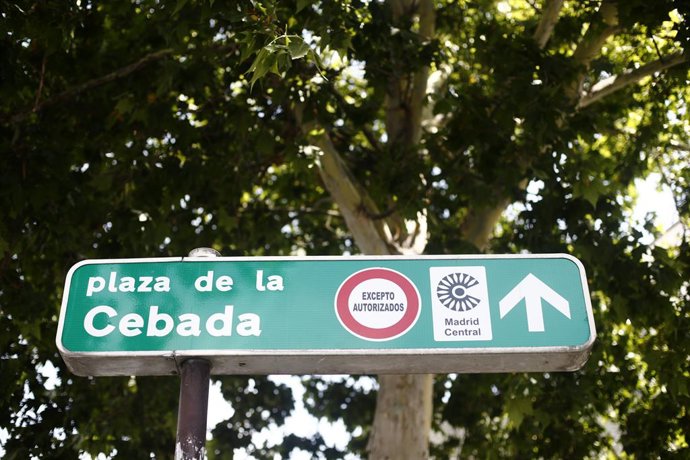 plaza de la
Cebada
EXCEPTO
AUTORIZADOS
Madrid
Central